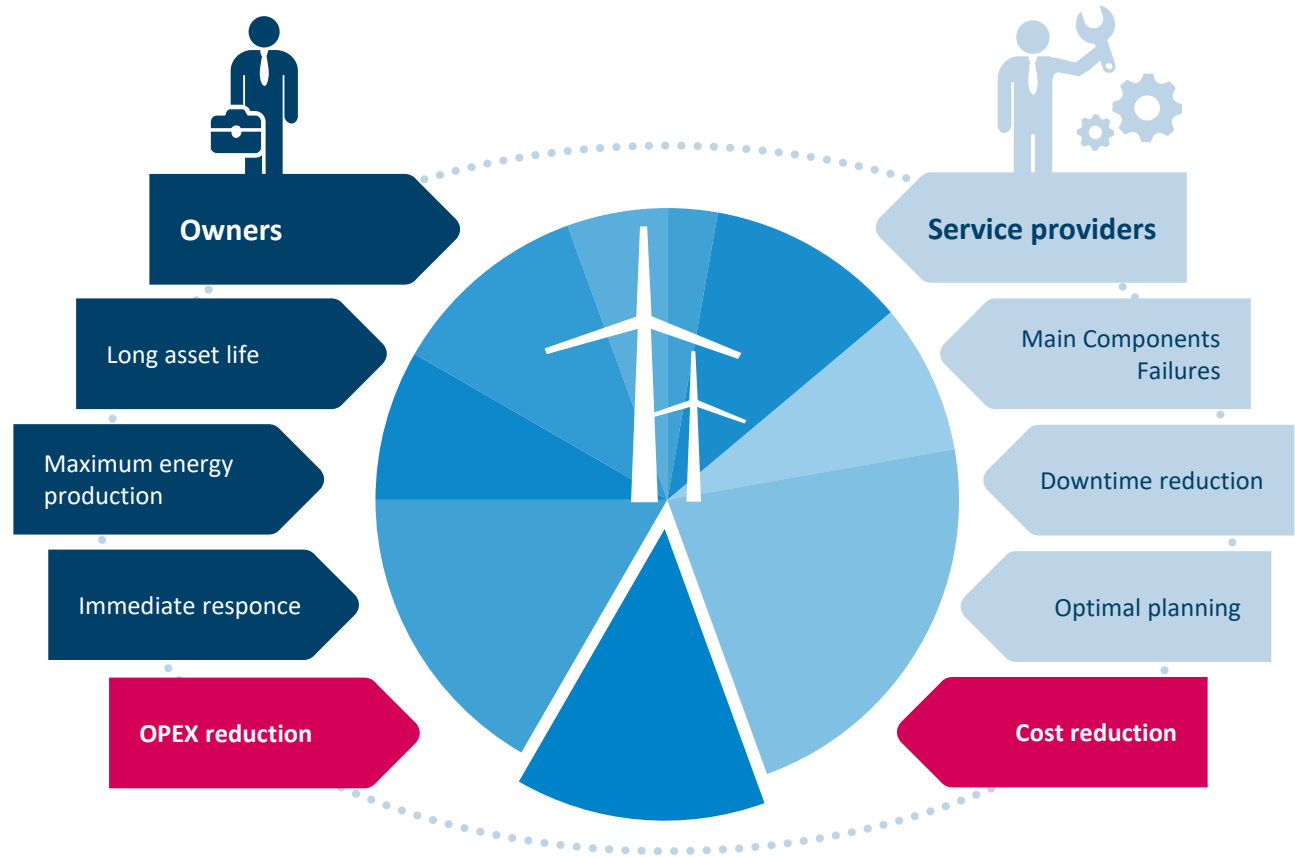 Owners
Long asset life
Maximum energy
production
Immediate responce
OPEX reduction
Service providers
Main Components
Failures
Downtime reduction
Optimal planning
Cost reduction